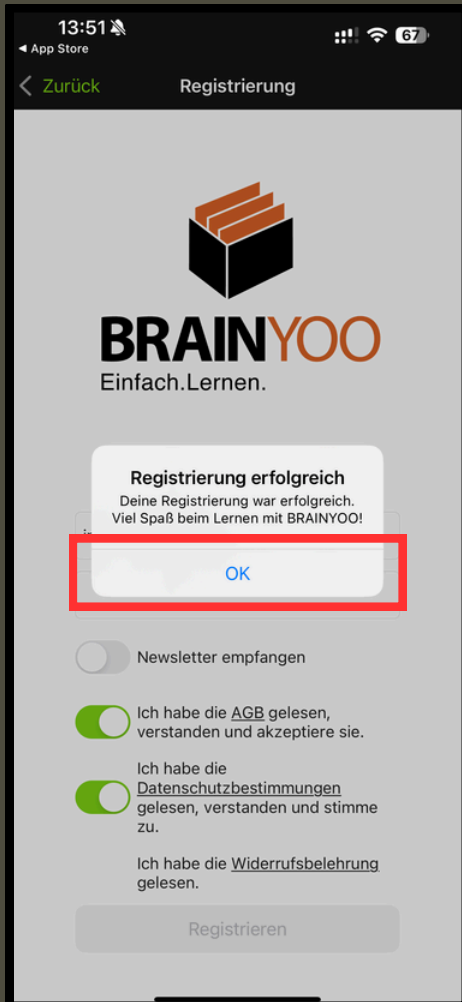 13:51
67
App Store
Zurück
Registrierung
BRAINYOO
Einfach.Lernen.
Registrierung erfolgreich
Deine Registrierung war erfolgreich.
Viel Spaß beim Lernen mit BRAINYOO!
OK
Newsletter empfangen
Ich habe die AGB gelesen,
verstanden und akzeptiere sie.
Ich habe die
Datenschutzbestimmungen
gelesen, verstanden und stimme
zu.
Ich habe die Widerrufsbelehrung
gelesen.
Registrieren